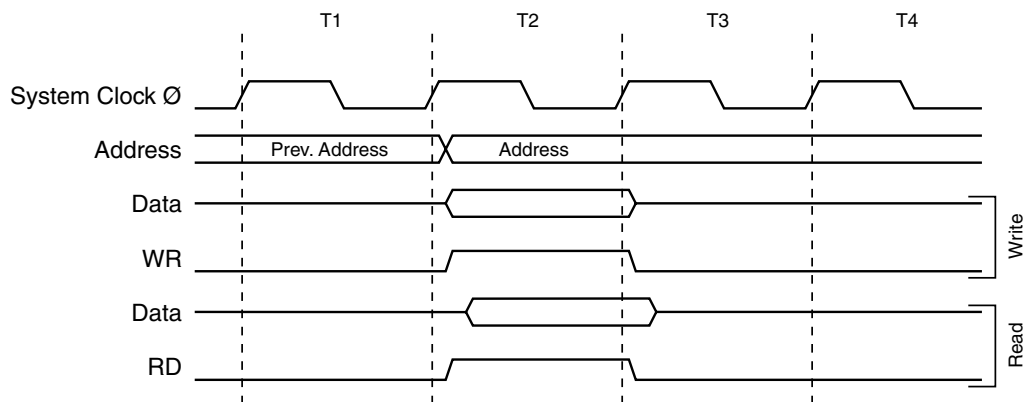 T1 T2 T3 T4
System Clock Ø
Address Prev. Address Address
Data
WR
Write
Data
RD
Read